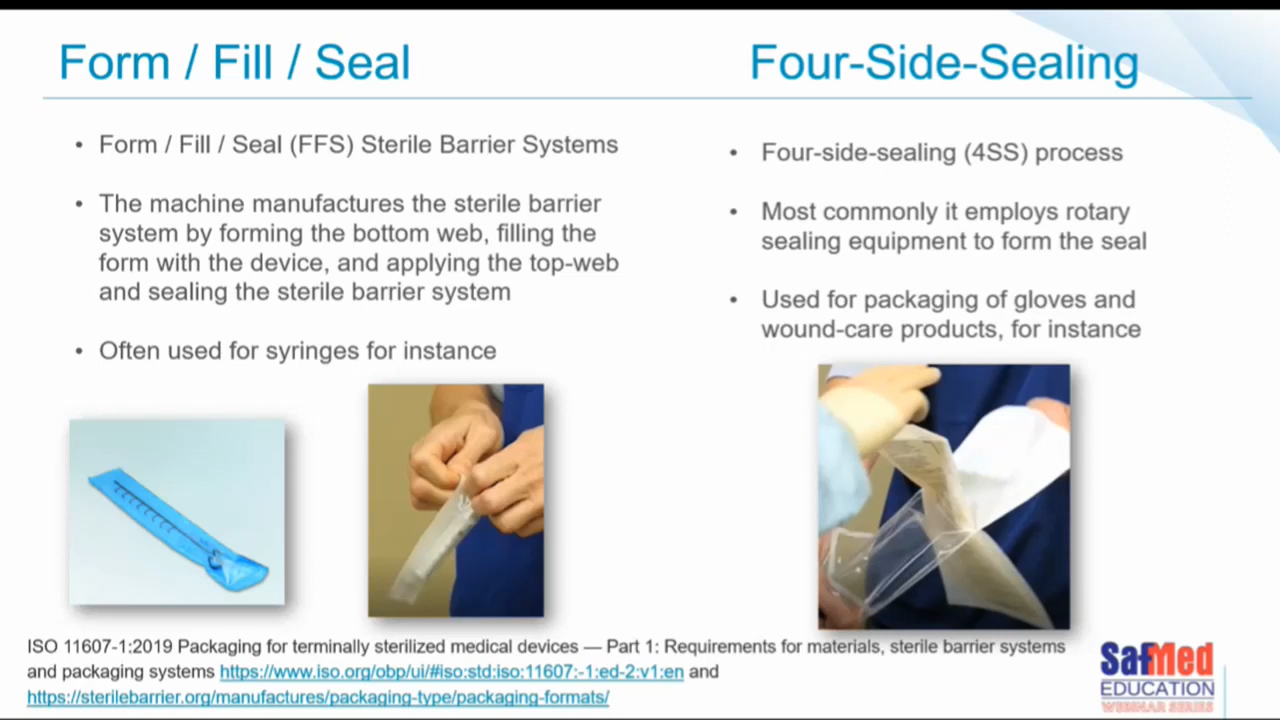 Form / Fill / Seal
• Form / Fill / Seal (FFS) Sterile Barrier Systems
• The machine manufactures the sterile barrier
system by forming the bottom web, filling the
form with the device, and applying the top-web
and sealing the sterile barrier system
• Often used for syringes for instance
Four-Side-Sealing
• Four-side-sealing (4SS) process
• Most commonly it employs rotary
sealing equipment to form the seal
• Used for packaging of gloves and
wound-care products, for instance
ISO 11607-1:2019 Packaging for terminally sterilized medical devices — Part 1: Requirements for materials, sterile barrier systems
and packaging systems https://www.iso.org/obp/ui/#iso:std:iso:11607:-1:ed-2:v1:en and
https://sterilebarrier.org/manufactures/packaging-type/packaging-formats/
SafMed
EDUCATION
WEBINAR SERIES